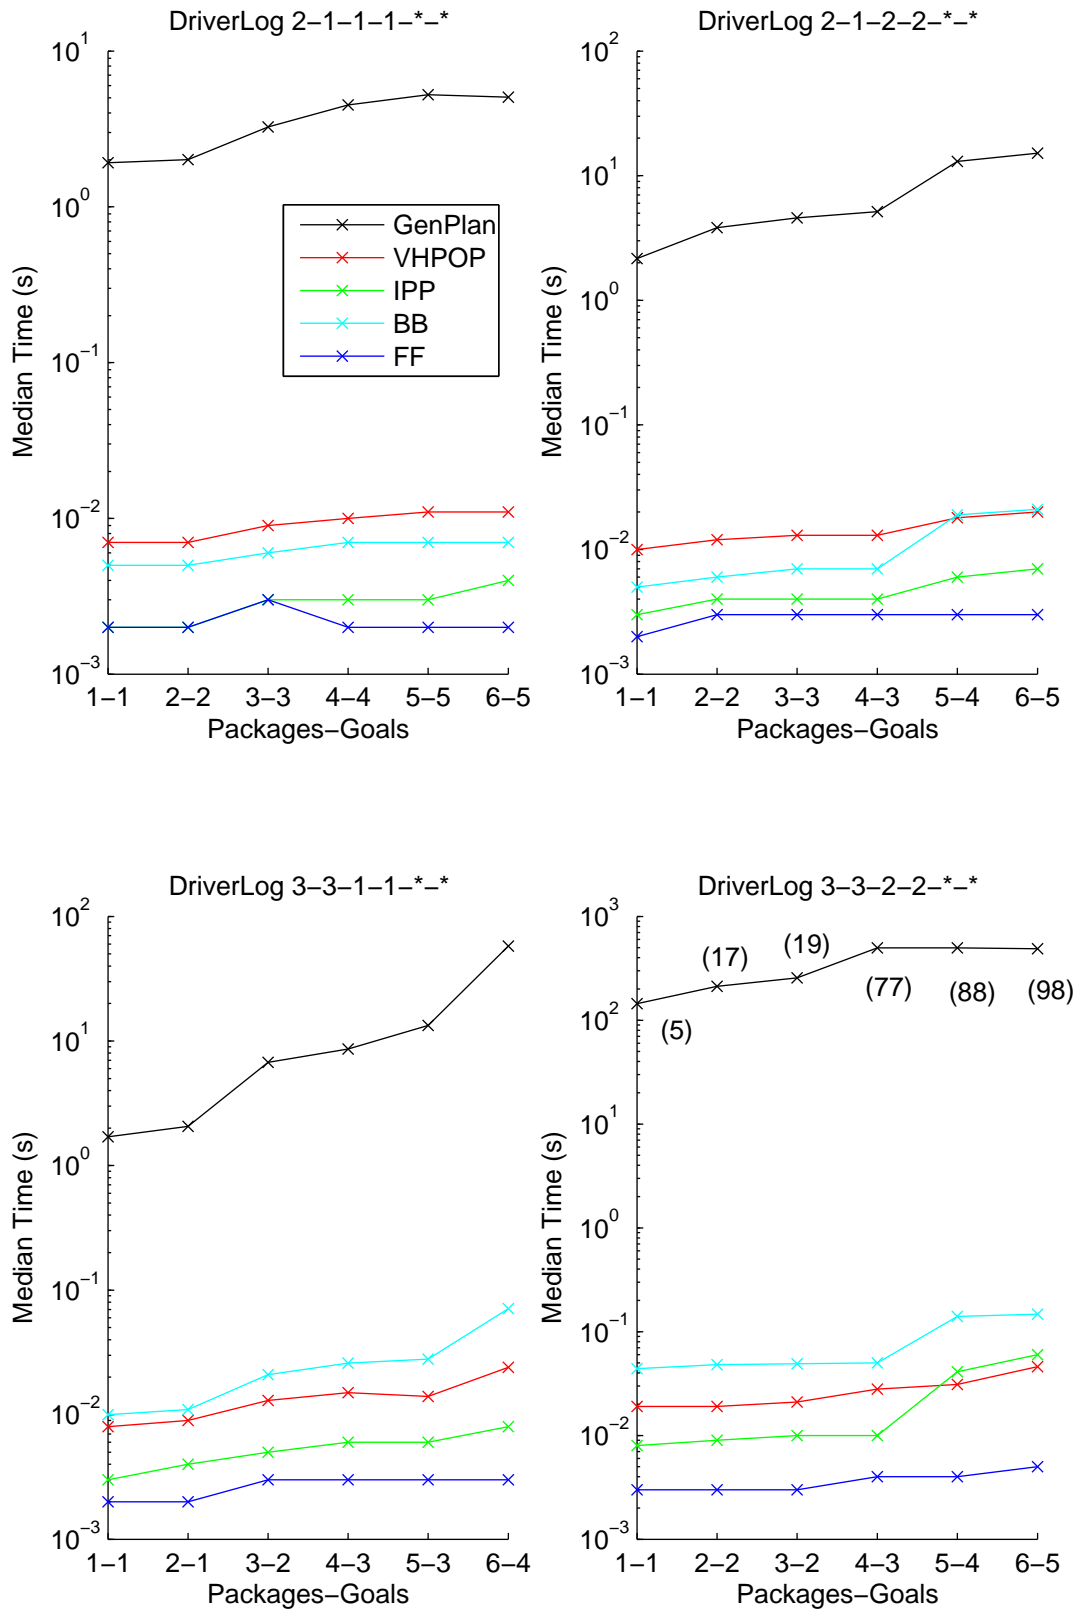 DriverLog 2−1−1−1−*−*
10^1
10^0
10^−1
10^−2
10^−3
Median Time (s)
GenPlan
VHPOP
IPP
BB
FF
1−1 2−2 3−3 4−4 5−5 6−5
Packages−Goals
DriverLog 2−1−2−2−*−*
10^2
10^1
10^0
10^−1
10^−2
10^−3
Median Time (s)
1−1 2−2 3−2 4−3 5−4 6−5
Packages−Goals
DriverLog 3−3−1−1−*−*
10^2
10^1
10^0
10^−1
10^−2
10^−3
Median Time (s)
1−1 2−1 3−2 4−3 5−3 6−4
Packages−Goals
DriverLog 3−3−2−2−*−*
10^3
10^2
10^1
10^0
10^−1
10^−2
10^−3
Median Time (s)
(5)
(17)
(19)
(77)
(88)
(98)
1−1 2−2 3−2 4−3 5−4 6−5
Packages−Goals